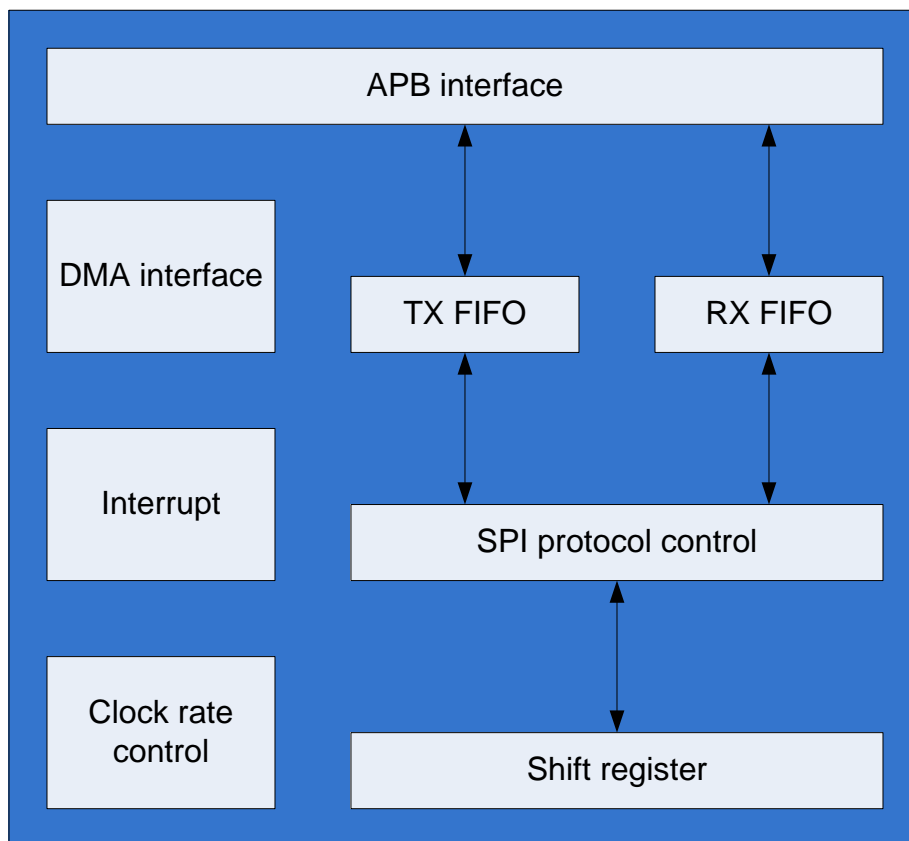 APB interface
DMA interface
TX FIFO
RX FIFO
Interrupt
SPI protocol control
Clock rate
control
Shift register